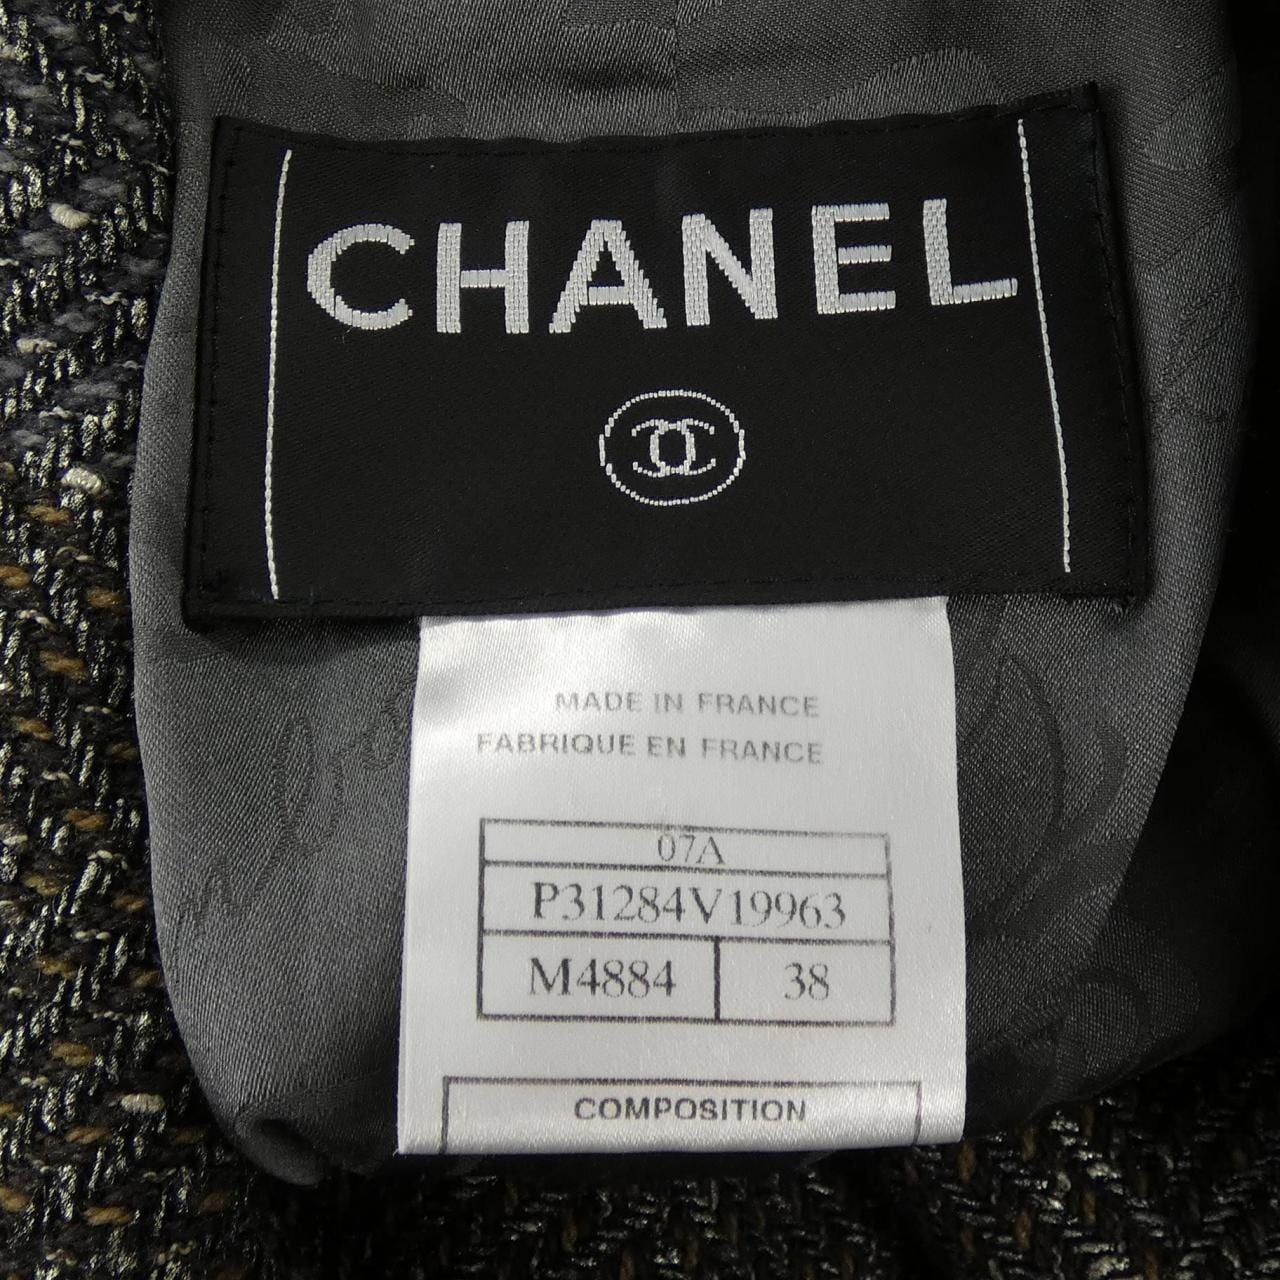 CHANEL
MADE IN FRANCE
FABRIQUE EN FRANCE
07A
P31284V19963
M4884 38
COMPOSITION